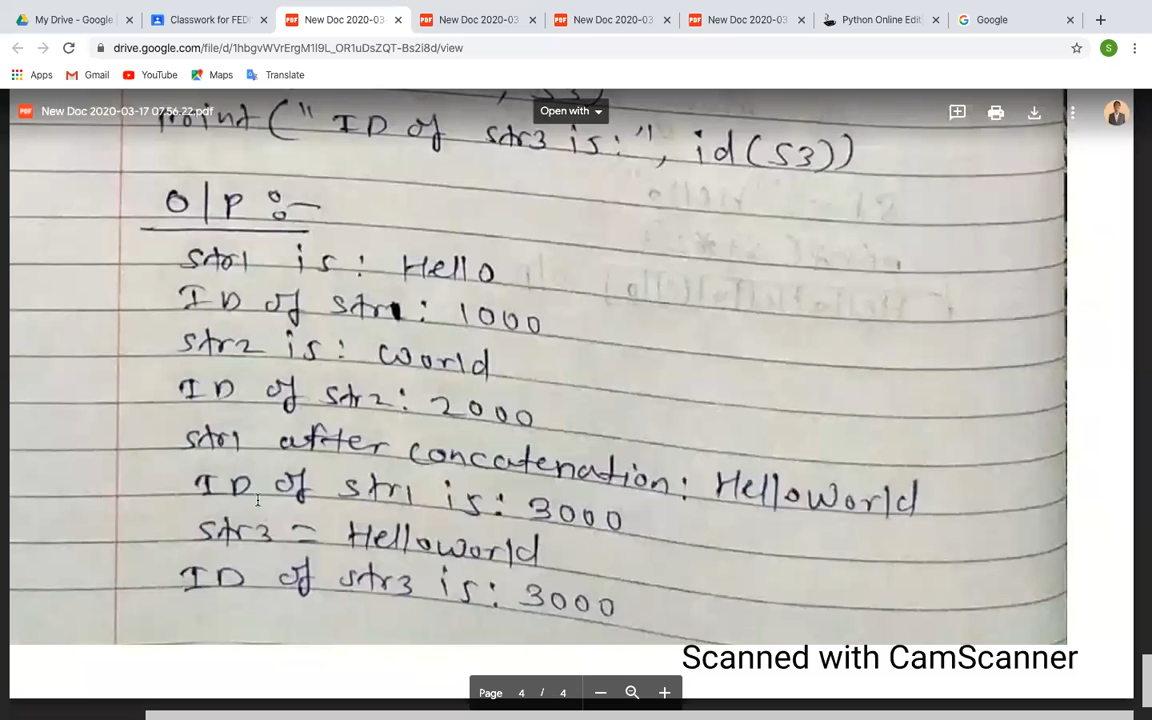 My Drive - Google
Classwork for FED
New Doc 2020-03-
New Doc 2020-03
New Doc 2020-03
New Doc 2020-03
Python Online Edit
Google
drive.google.com/file/d/1hbgvWVrErgM1I9L_OR1uDsZQT-Bs2i8d/view
S
Apps
Gmail
YouTube
Maps
Translate
New Doc 2020-03-17 07.56.22.pdf
Open with
print(" ID of str3 is:", id(s3))
O/P :-
str1 is: Hello
ID of str1: 1000
str2 is: world
ID of str2: 2000
str1 after concatenation: Helloworld
ID of str1 is: 3000
str3 = Helloworld
ID of str3 is: 3000
Scanned with CamScanner
Page 4 / 4